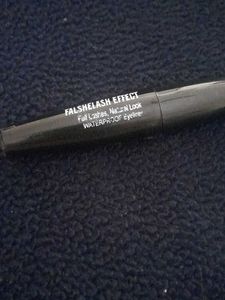 FALSHELASH EFFECT
Full Lashes, Natural Look
WATERPROOF Eyeliner